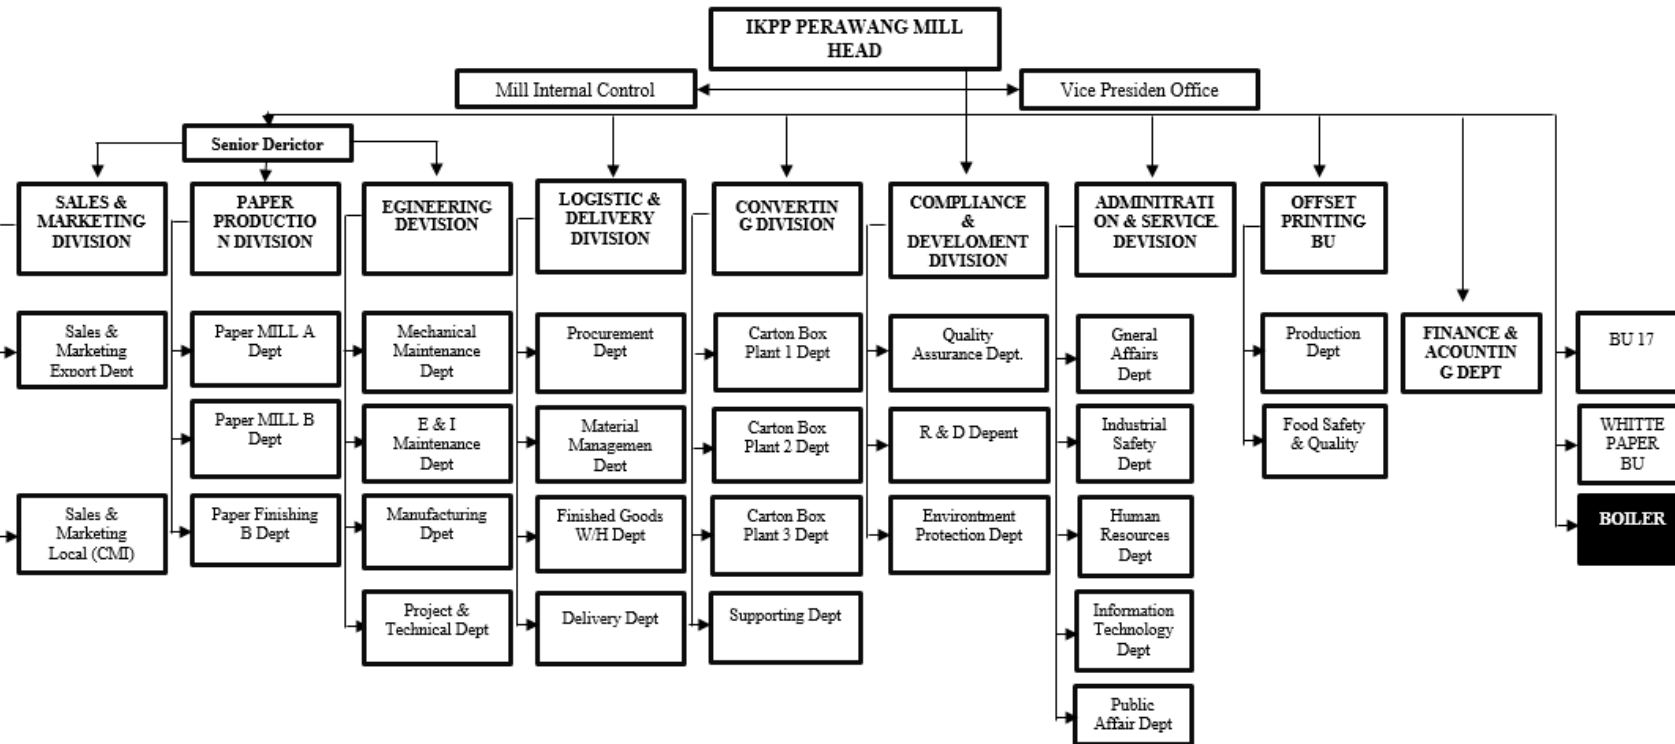 IKPP PERAWANG MILL
HEAD
Mill Internal Control
Vice Presiden Office
Senior Derictor
SALES &
MARKETING
DIVISION
PAPER
PRODUCTIO
N DIVISION
EGINEERING
DEVISION
LOGISTIC &
DELIVERY
DIVISION
CONVERTIN
G DIVISION
COMPLIANCE
&
DEVELOMENT
DIVISION
ADMINITRATI
ON & SERVICE
DEVISION
OFFSET
PRINTING
BU
Sales &
Marketing
Export Dept
Paper MILL A
Dept
Mechanical
Maintenance
Dept
Procurement
Dept
Carton Box
Plant 1 Dept
Quality
Assurance Dept.
Gneral
Affairs
Dept
Production
Dept
FINANCE &
ACOUNTIN
G DEPT
BU 17
Paper MILL B
Dept
E & I
Maintenance
Dept
Material
Managemen
Dept
Carton Box
Plant 2 Dept
R & D Depent
Industrial
Safety
Dept
Food Safety
& Quality
WHITTE
PAPER
BU
Sales &
Marketing
Local (CMI)
Paper Finishing
B Dept
Manufacturing
Dpet
Finished Goods
W/H Dept
Carton Box
Plant 3 Dept
Environtment
Protection Dept
Human
Resources
Dept
BOILER
Project &
Technical Dept
Delivery Dept
Supporting Dept
Information
Technology
Dept
Public
Affair Dept